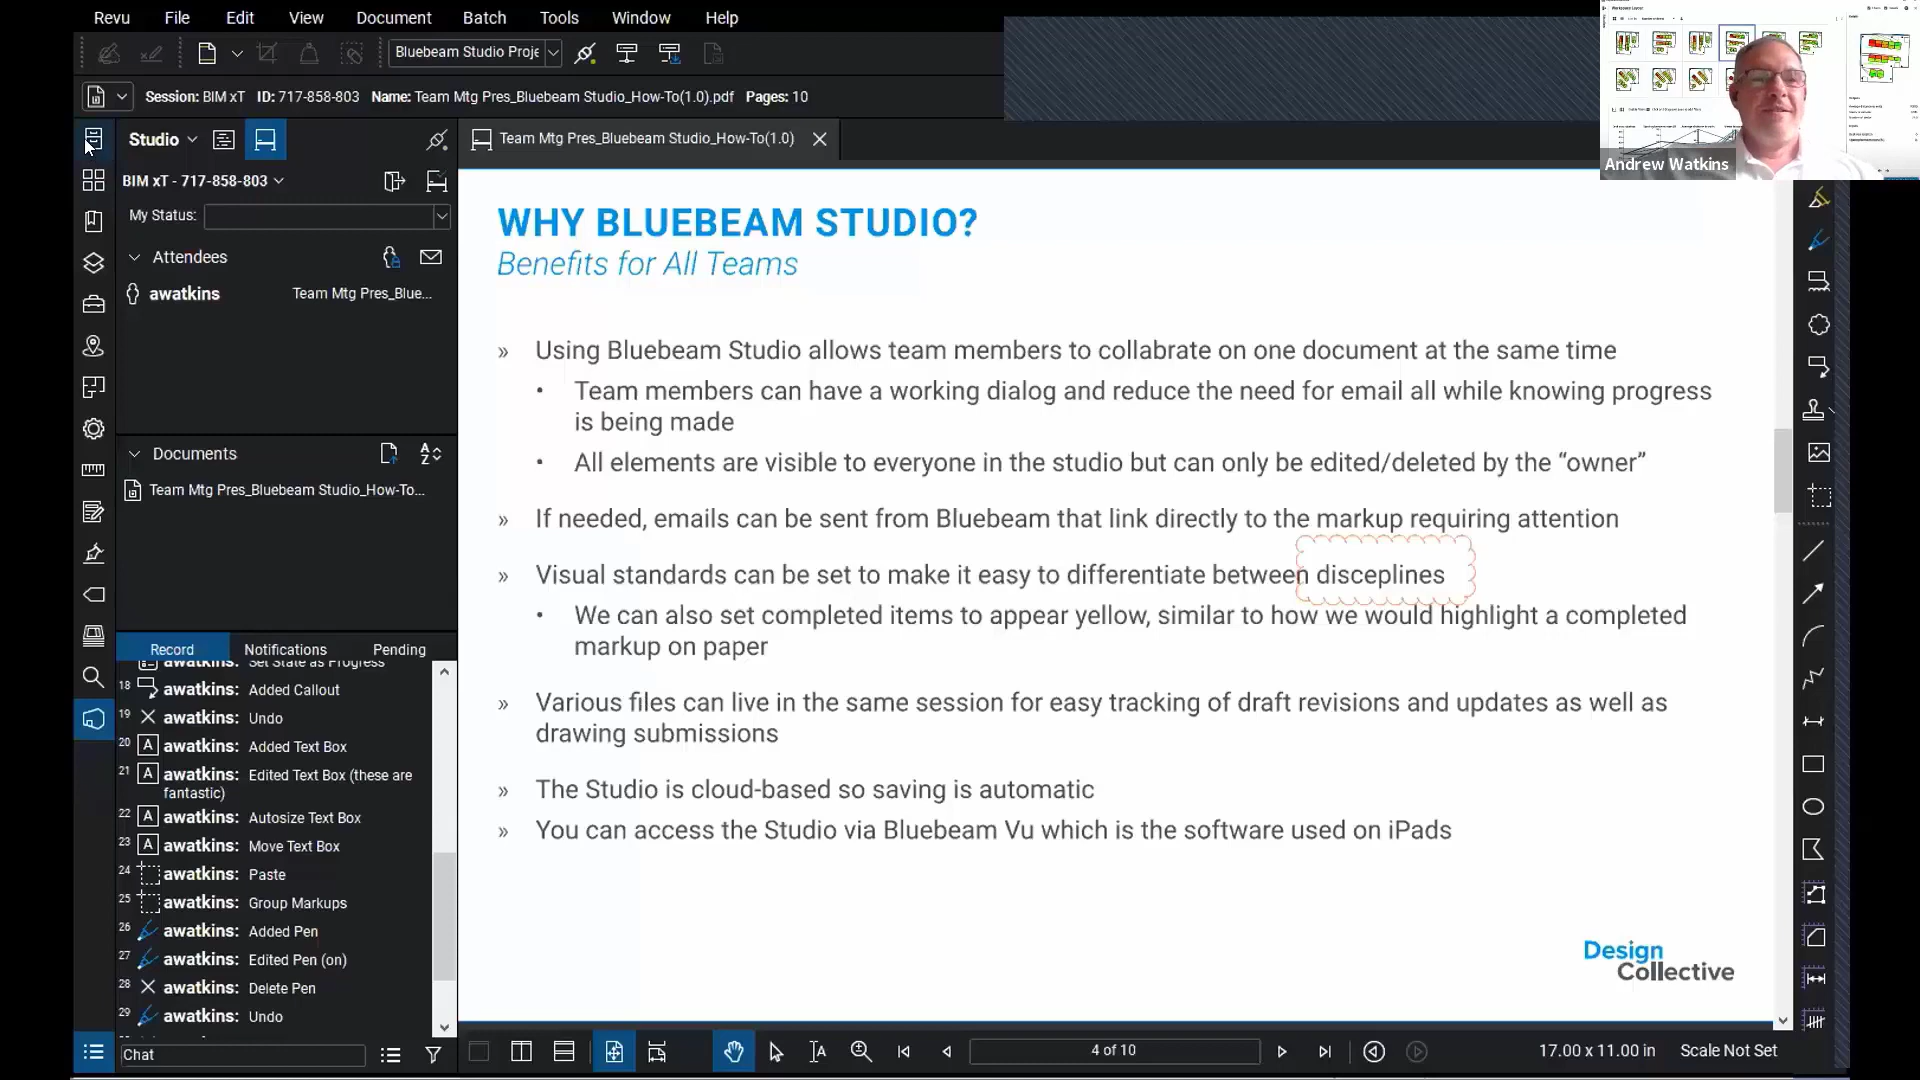 Revu File Edit View Document Batch Tools Window Help
Bluebeam Studio Proje
Session: BIM xT ID: 717-858-803 Name: Team Mtg Pres_Bluebeam Studio_How-To(1.0).pdf Pages: 10
Andrew Watkins
Studio
Team Mtg Pres_Bluebeam Studio_How-To(1.0)
BIM xT - 717-858-803
My Status:
Attendees
awatkins Team Mtg Pres_Blue...
Documents
Team Mtg Pres_Bluebeam Studio_How-To...
Record Notifications Pending
awatkins: Set State as Progress
18 awatkins: Added Callout
19 awatkins: Undo
20 awatkins: Added Text Box
21 awatkins: Edited Text Box (these are
fantastic)
22 awatkins: Autosize Text Box
23 awatkins: Move Text Box
24 awatkins: Paste
25 awatkins: Group Markups
26 awatkins: Added Pen
27 awatkins: Edited Pen (on)
28 awatkins: Delete Pen
29 awatkins: Undo
Chat
WHY BLUEBEAM STUDIO?
Benefits for All Teams
» Using Bluebeam Studio allows team members to collabrate on one document at the same time
• Team members can have a working dialog and reduce the need for email all while knowing progress
is being made
• All elements are visible to everyone in the studio but can only be edited/deleted by the “owner”
» If needed, emails can be sent from Bluebeam that link directly to the markup requiring attention
» Visual standards can be set to make it easy to differentiate between disceplines
• We can also set completed items to appear yellow, similar to how we would highlight a completed
markup on paper
» Various files can live in the same session for easy tracking of draft revisions and updates as well as
drawing submissions
» The Studio is cloud-based so saving is automatic
» You can access the Studio via Bluebeam Vu which is the software used on iPads
Design
Collective
4 of 10
17.00 x 11.00 in Scale Not Set